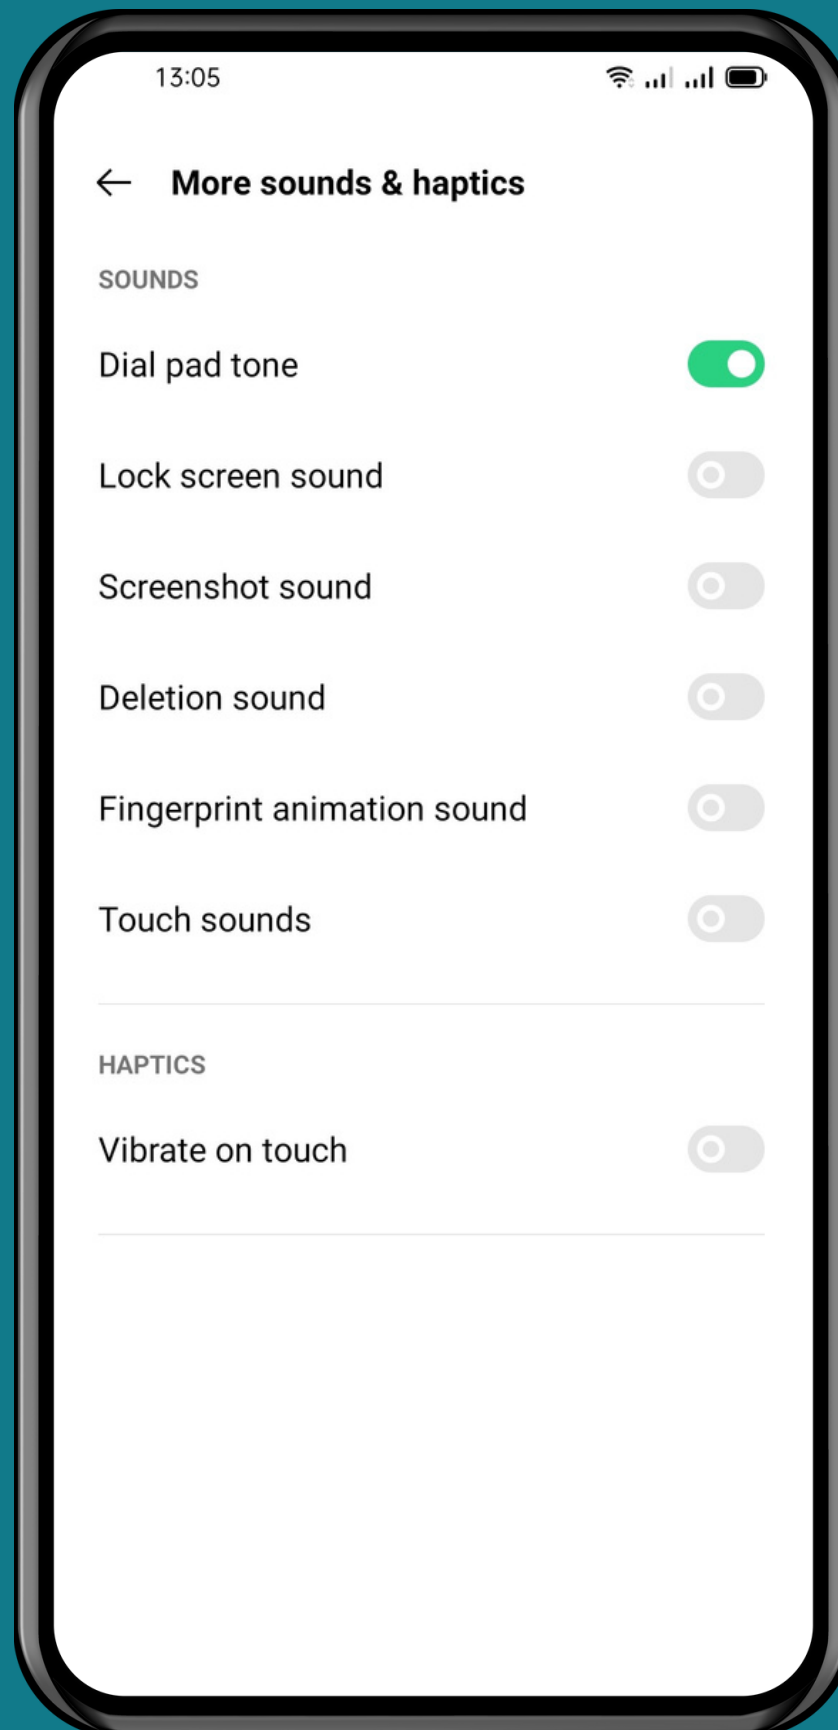 13:05
More sounds & haptics
SOUNDS
Dial pad tone
Lock screen sound
Screenshot sound
Deletion sound
Fingerprint animation sound
Touch sounds
HAPTICS
Vibrate on touch